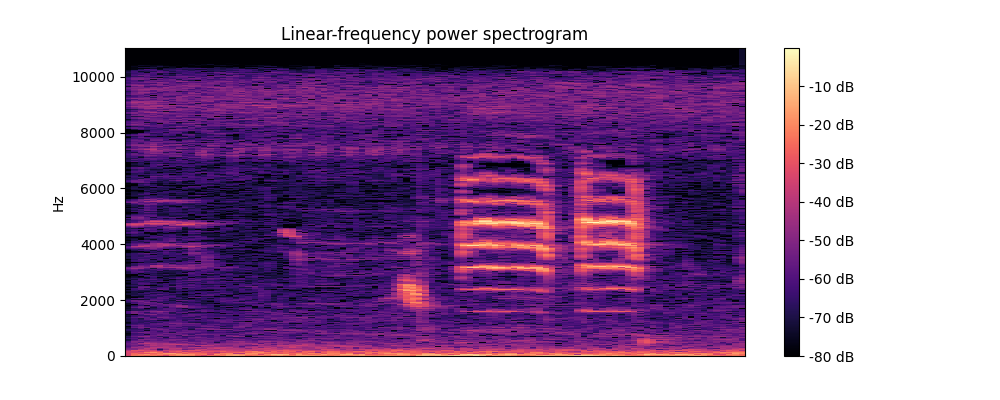 Linear-frequency power spectrogram
10000
8000
6000
4000
2000
0
Hz
-10 dB
-20 dB
-30 dB
-40 dB
-50 dB
-60 dB
-70 dB
-80 dB